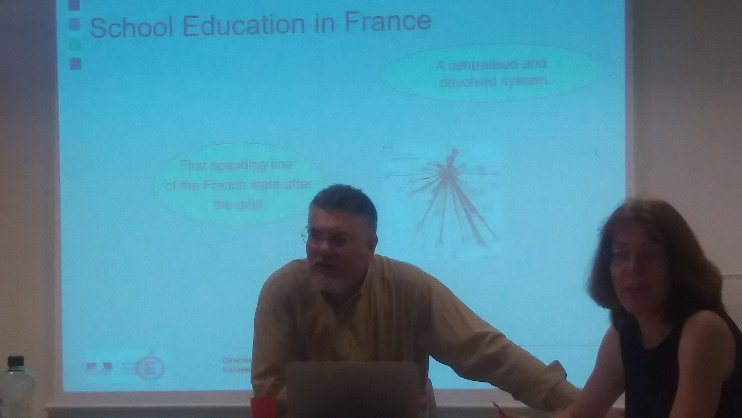 School Education in France
A centralised and
devolved system
First spending line
of the French state after
the debt